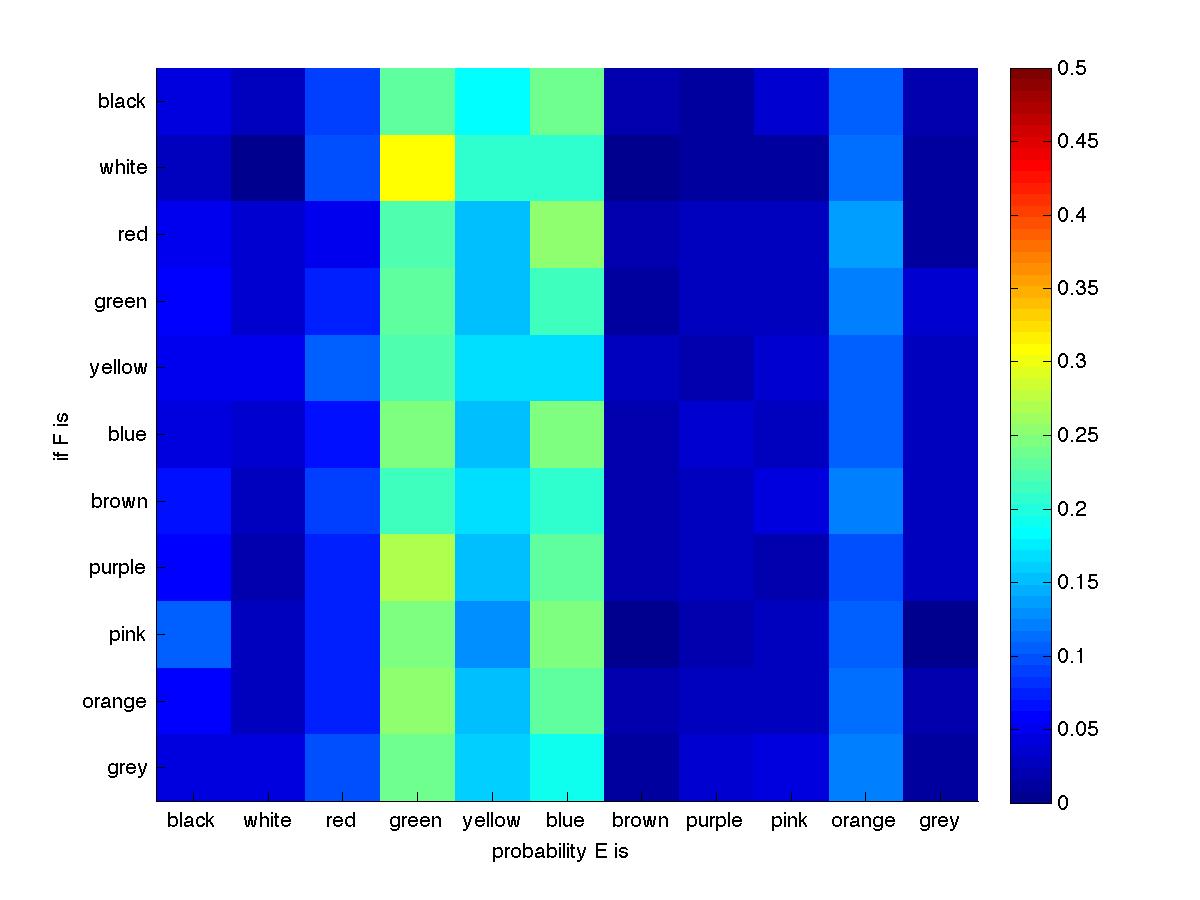 black
white
red
green
yellow
blue
brown
purple
pink
orange
grey
if F is
black white red green yellow blue brown purple pink orange grey
probability E is
0.5
0.45
0.4
0.35
0.3
0.25
0.2
0.15
0.1
0.05
0